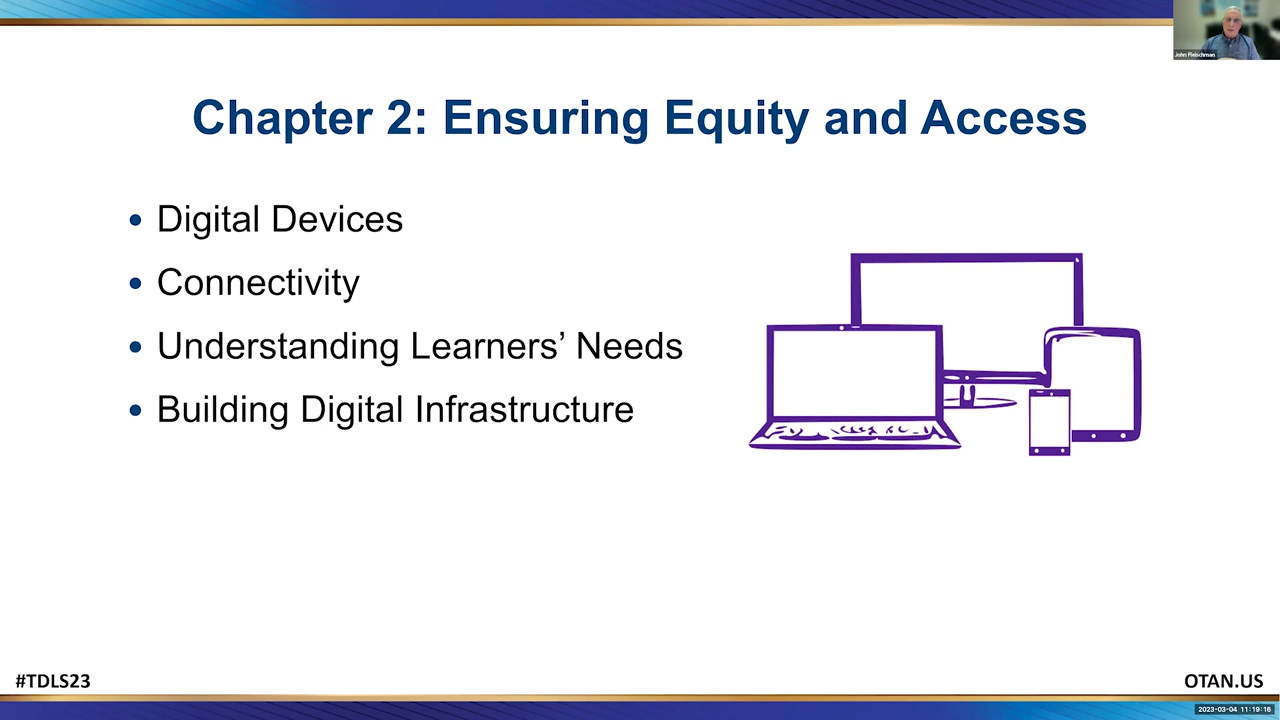 John Fleischman
Chapter 2: Ensuring Equity and Access
• Digital Devices
• Connectivity
• Understanding Learners’ Needs
• Building Digital Infrastructure
#TDLS23
OTAN.US
2023-03-04 11:19:16